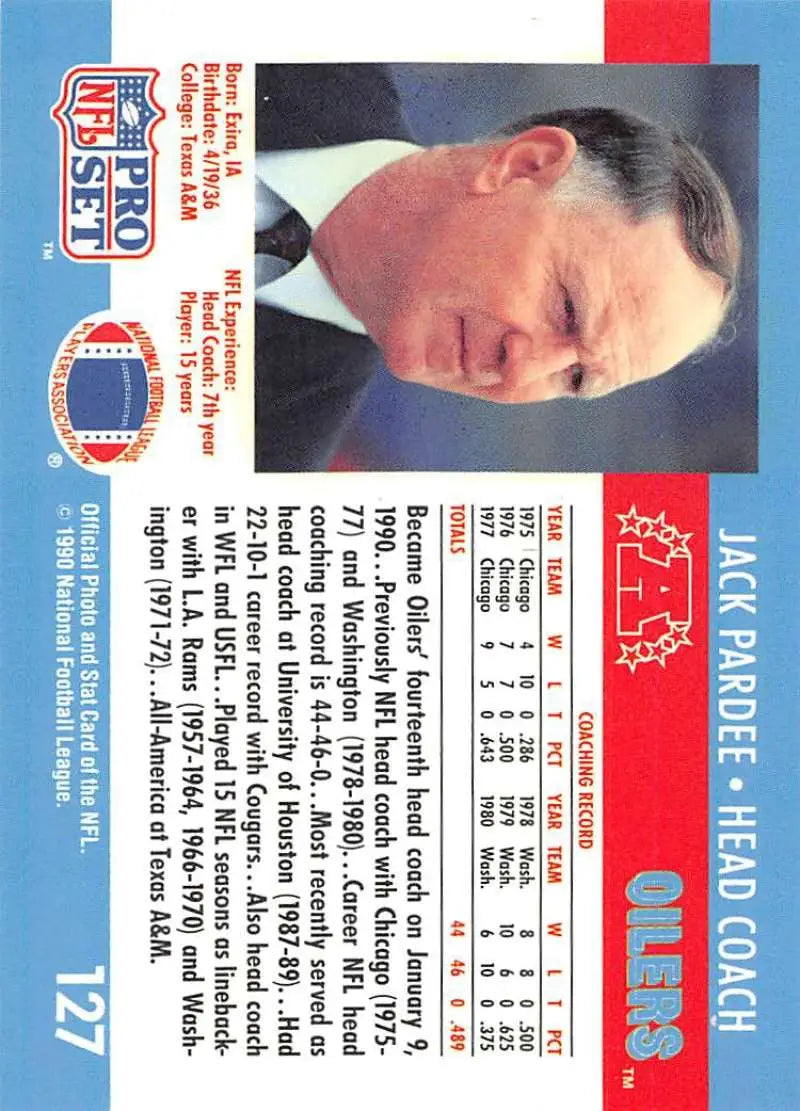 JACK PARDEE • HEAD COACH
A
OILERS™
COACHING RECORD
YEAR TEAM W L T PCT YEAR TEAM W L T PCT
1975 Chicago 4 10 0 .286 1978 Wash. 8 8 0 .500
1976 Chicago 7 7 0 .500 1979 Wash. 10 6 0 .625
1977 Chicago 9 5 0 .643 1980 Wash. 6 10 0 .375
TOTALS 44 46 0 .489
Became Oilers' fourteenth head coach on January 9,
1990...Previously NFL head coach with Chicago (1975-
77) and Washington (1978-1980)...Career NFL head
coaching record is 44-46-0...Most recently served as
head coach at University of Houston (1987-89)...Had
22-10-1 career record with Cougars...Also head coach
in WFL and USFL...Played 15 NFL seasons as lineback-
er with L.A. Rams (1957-1964, 1966-1970) and Wash-
ington (1971-72)...All-America at Texas A&M.
Born: Exira, IA
Birthdate: 4/19/36
College: Texas A&M
NFL Experience:
Head Coach: 7th year
Player: 15 years
NFL PRO SET™
NATIONAL FOOTBALL LEAGUE
PLAYERS ASSOCIATION®
Official Photo and Stat Card of the NFL.
© 1990 National Football League.
127